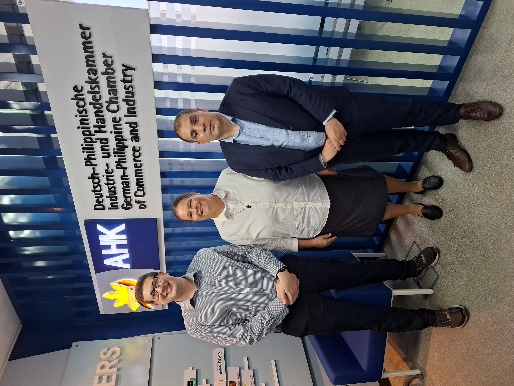 AHK
Deutsch-Philippinische
Industrie- und Handelskammer
German-Philippine Chamber
of Commerce and Industry
ERS